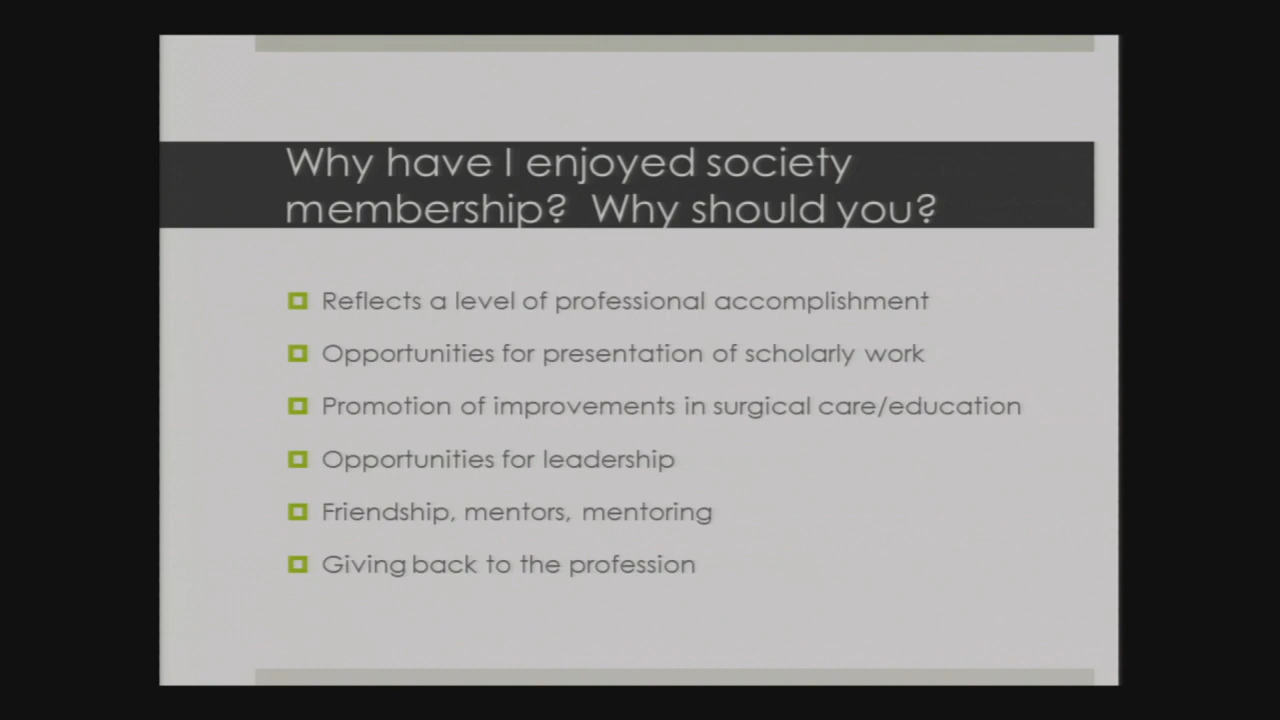 Why have I enjoyed society
membership? Why should you?
Reflects a level of professional accomplishment
Opportunities for presentation of scholarly work
Promotion of improvements in surgical care/education
Opportunities for leadership
Friendship, mentors, mentoring
Giving back to the profession